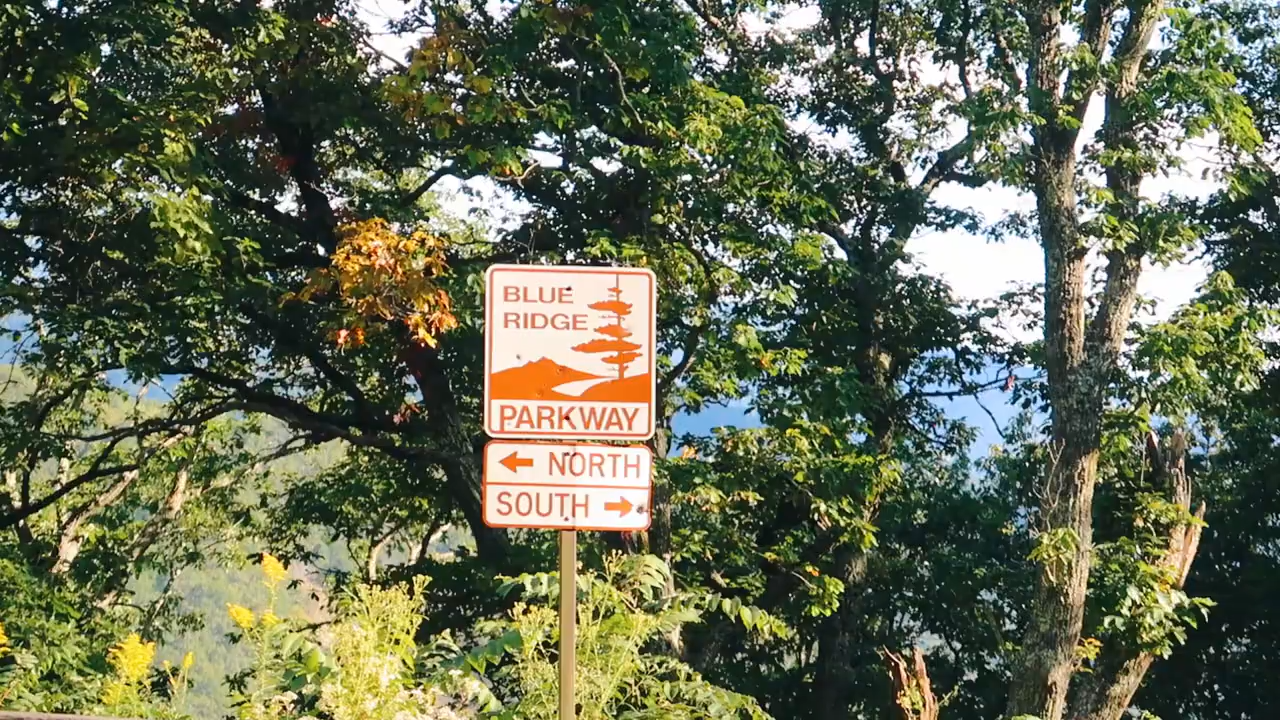 BLUE
RIDGE
PARKWAY
← NORTH
SOUTH →